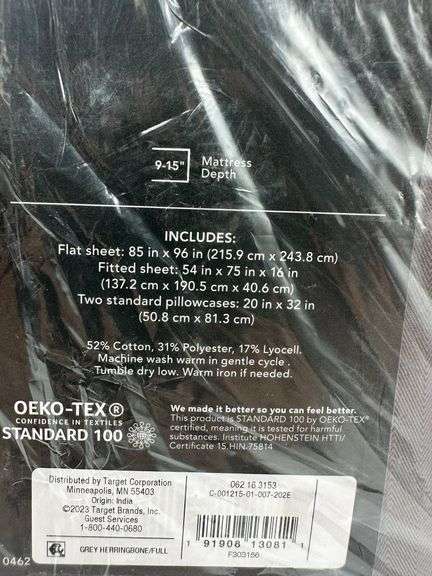 9-15" Mattress
Depth
INCLUDES:
Flat sheet: 85 in x 96 in (215.9 cm x 243.8 cm)
Fitted sheet: 54 in x 75 in x 16 in
(137.2 cm x 190.5 cm x 40.6 cm)
Two standard pillowcases: 20 in x 32 in
(50.8 cm x 81.3 cm)
52% Cotton, 31% Polyester, 17% Lyocell.
Machine wash warm in gentle cycle .
Tumble dry low. Warm iron if needed.
OEKO-TEX®
CONFIDENCE IN TEXTILES
STANDARD 100
We made it better so you can feel better.
This product is STANDARD 100 by OEKO-TEX®
certified, meaning it is tested for harmful
substances. Institute HOHENSTEIN HTTI/
Certificate 15.HIN.75814
Distributed by Target Corporation
Minneapolis, MN 55403
Origin: India
©2023 Target Brands, Inc.
Guest Services
1-800-440-0680
GREY HERRINGBONE/FULL
062 16 3153
C-001215-01-007-202E
1 91908 13081 1
F303156
0462